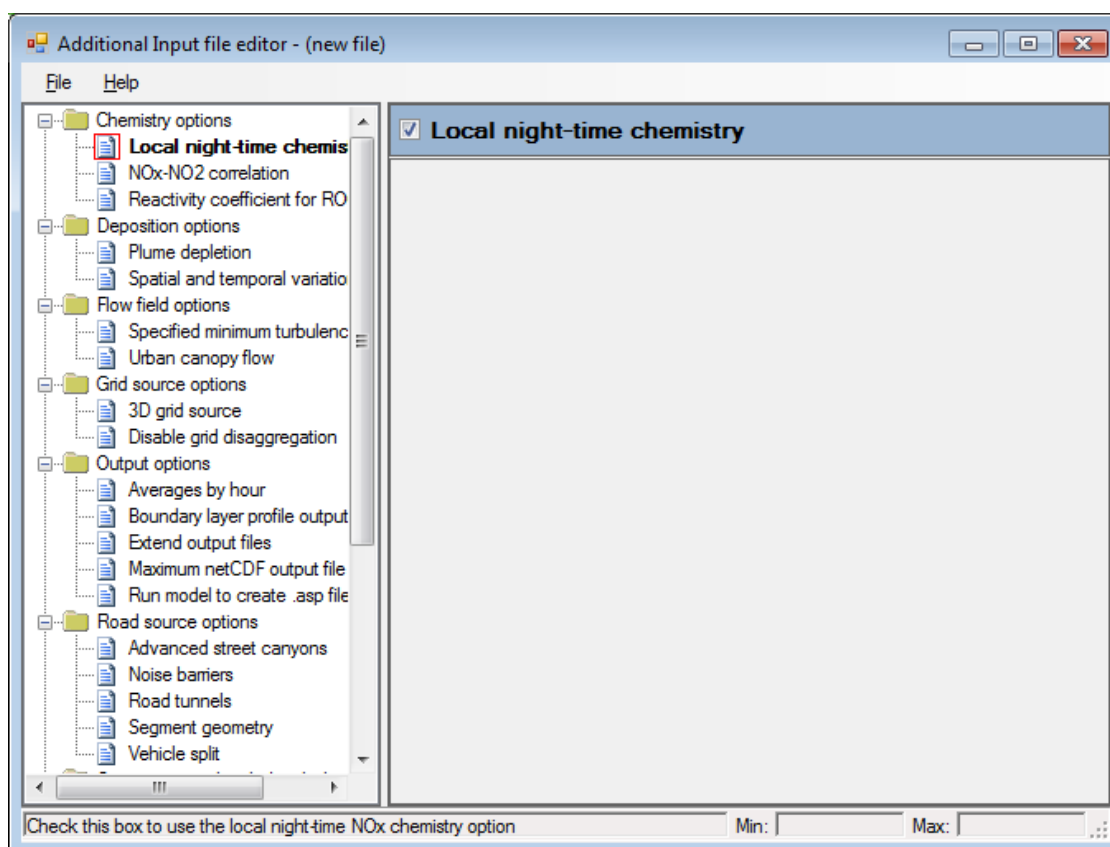 Additional Input file editor - (new file)
File Help
Chemistry options
Local night-time chemis
NOx-NO2 correlation
Reactivity coefficient for RO
Deposition options
Plume depletion
Spatial and temporal variatio
Flow field options
Specified minimum turbulenc
Urban canopy flow
Grid source options
3D grid source
Disable grid disaggregation
Output options
Averages by hour
Boundary layer profile output
Extend output files
Maximum netCDF output file
Run model to create .asp file
Road source options
Advanced street canyons
Noise barriers
Road tunnels
Segment geometry
Vehicle split
Local night-time chemistry
Check this box to use the local night-time NOx chemistry option Min: Max: